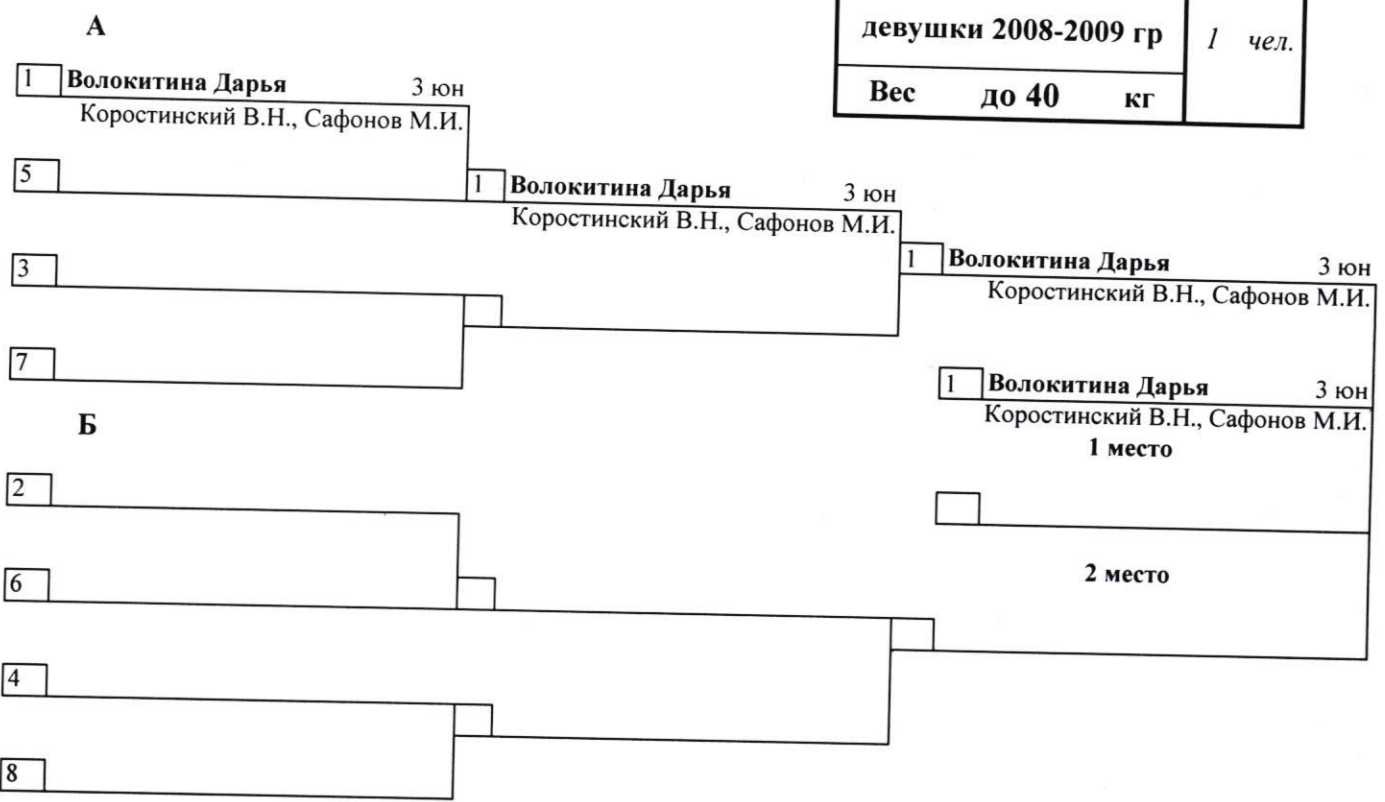 А
девушки 2008-2009 гр 1 чел.
Вес до 40 кг
1 Волокитина Дарья 3 юн
Коростинский В.Н., Сафонов М.И.
5
1 Волокитина Дарья 3 юн
Коростинский В.Н., Сафонов М.И.
3
1 Волокитина Дарья 3 юн
Коростинский В.Н., Сафонов М.И.
7
1 Волокитина Дарья 3 юн
Коростинский В.Н., Сафонов М.И.
1 место
Б
2
2 место
6
4
8